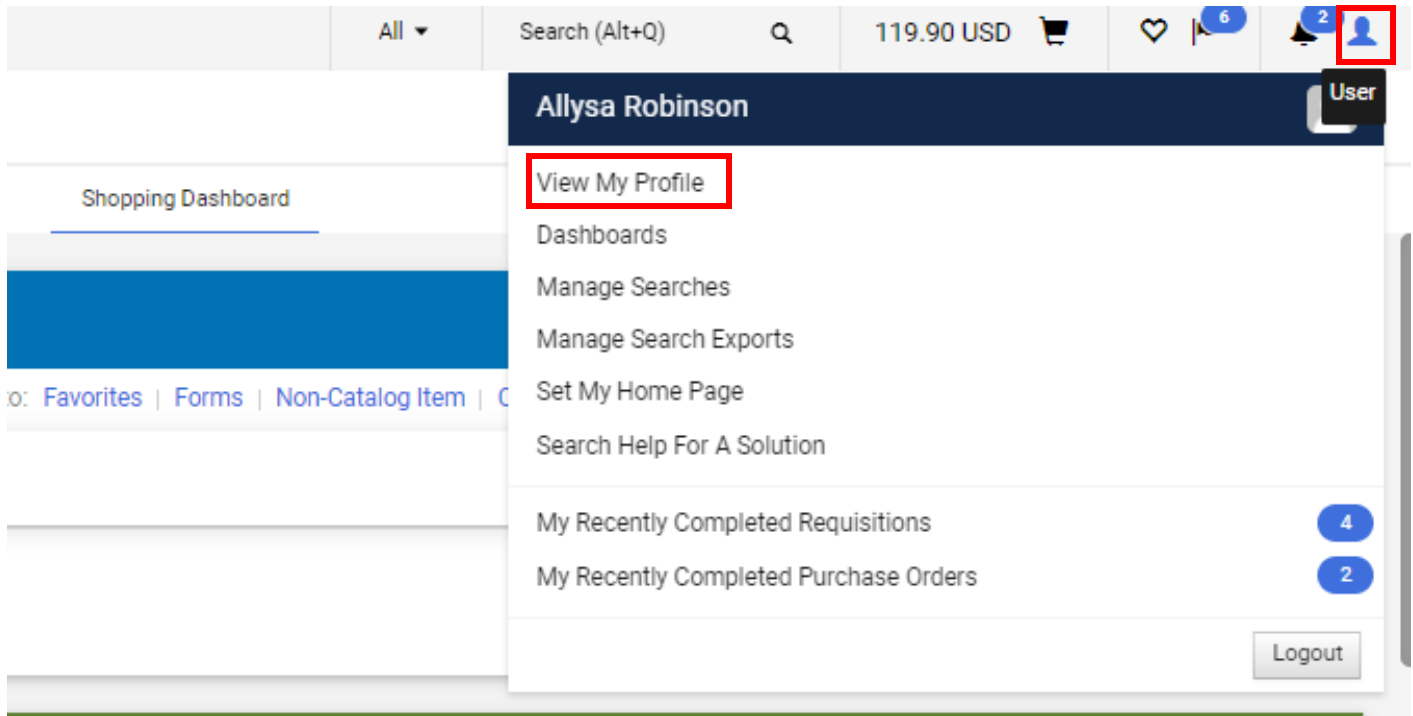 All
Search (Alt+Q)
119.90 USD
6
2
User
Allysa Robinson
Shopping Dashboard
View My Profile
Dashboards
Manage Searches
Manage Search Exports
Set My Home Page
Search Help For A Solution
to: Favorites | Forms | Non-Catalog Item |
My Recently Completed Requisitions 4
My Recently Completed Purchase Orders 2
Logout